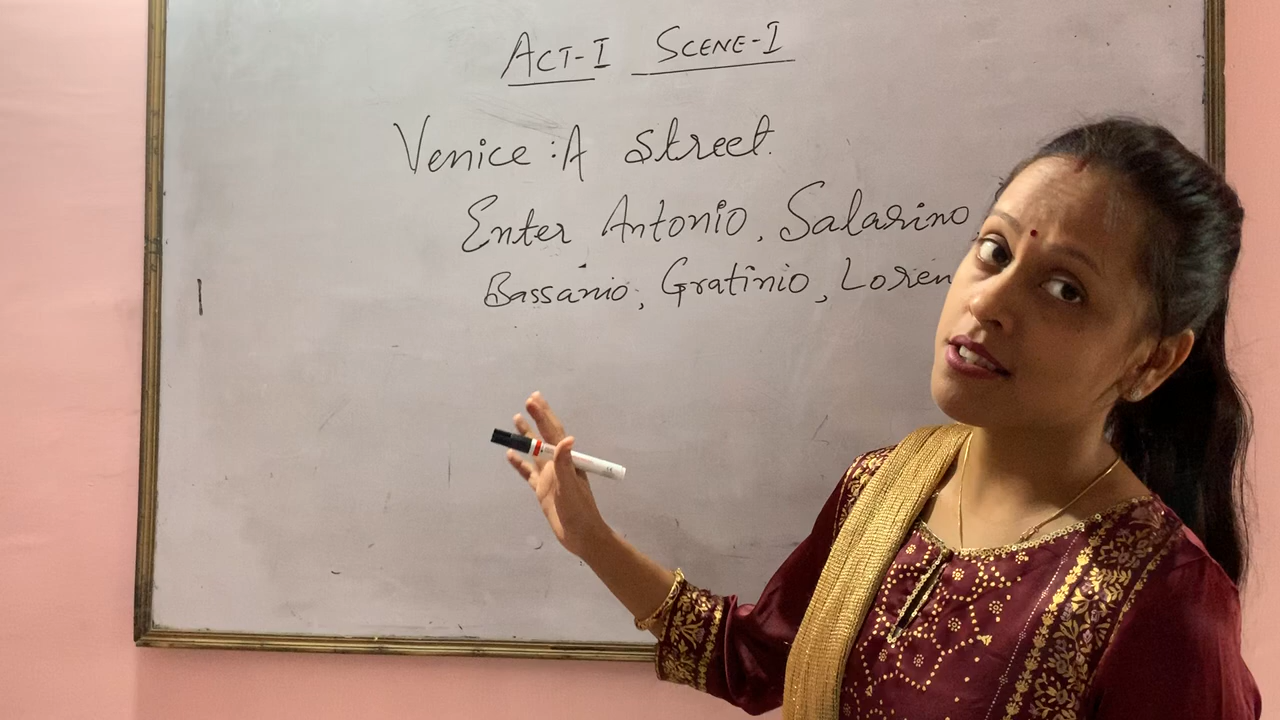 ACT-I SCENE-I
Venice : A street.
Enter Antonio, Salarino,
Bassanio, Gratinio, Loren